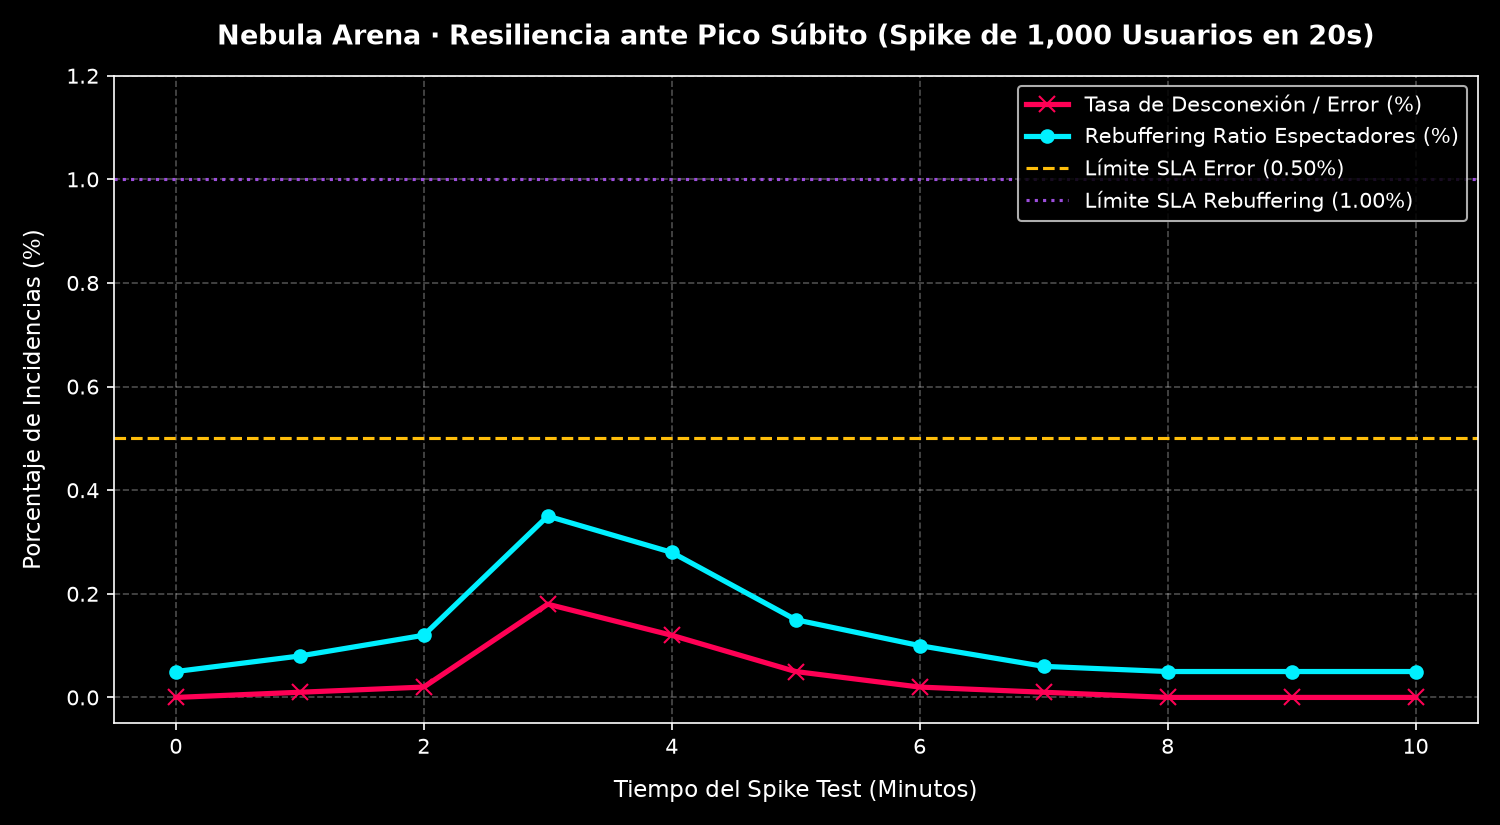 Nebula Arena · Resiliencia ante Pico Súbito (Spike de 1,000 Usuarios en 20s)
Tasa de Desconexión / Error (%)
Rebuffering Ratio Espectadores (%)
Límite SLA Error (0.50%)
Límite SLA Rebuffering (1.00%)
Porcentaje de Incidencias (%)
1.2
1.0
0.8
0.6
0.4
0.2
0.0
0 2 4 6 8 10
Tiempo del Spike Test (Minutos)